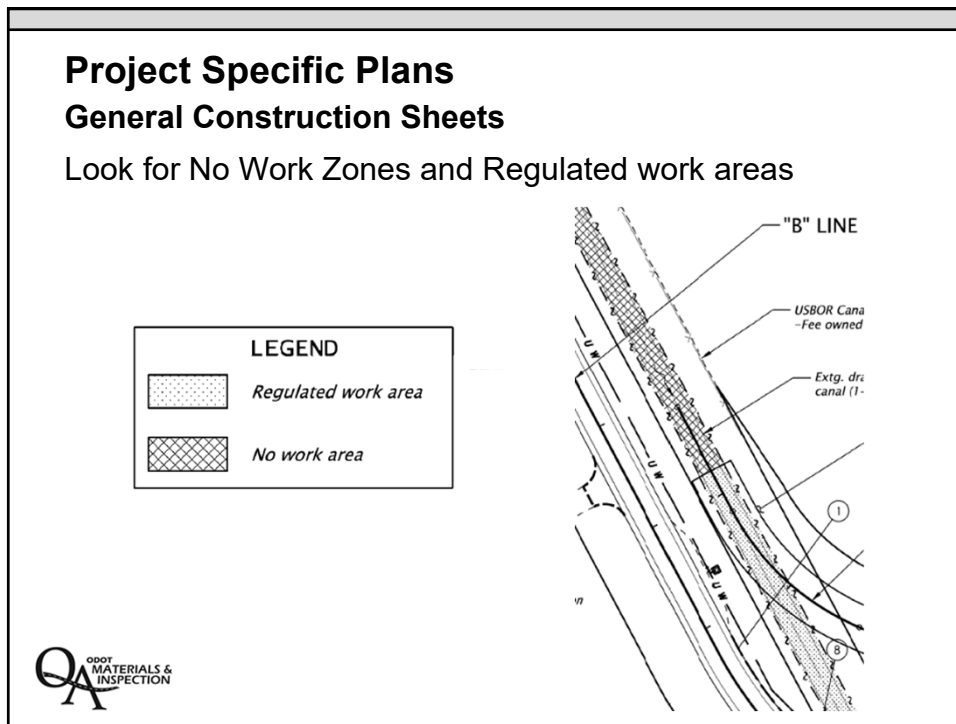 Project Specific Plans
General Construction Sheets
Look for No Work Zones and Regulated work areas
"B" LINE
USBOR Cana
-Fee owned
LEGEND
Regulated work area
No work area
Extg. dra
canal (1-
U W
U W
U W
1
8
ODOT
QA MATERIALS &
INSPECTION